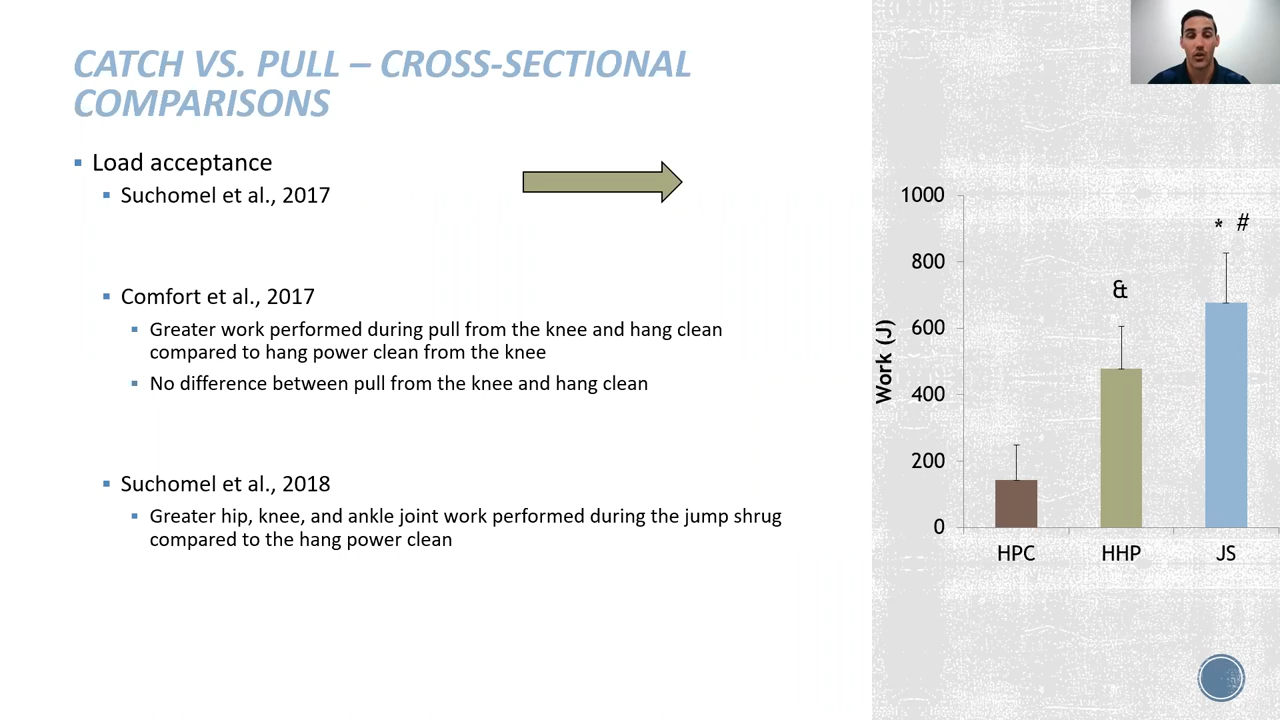 CATCH VS. PULL – CROSS-SECTIONAL
COMPARISONS
▪ Load acceptance
▪ Suchomel et al., 2017
▪ Comfort et al., 2017
▪ Greater work performed during pull from the knee and hang clean
compared to hang power clean from the knee
▪ No difference between pull from the knee and hang clean
▪ Suchomel et al., 2018
▪ Greater hip, knee, and ankle joint work performed during the jump shrug
compared to the hang power clean
Work (J)
1000
800
600
400
200
0
&
* #
HPC HHP JS